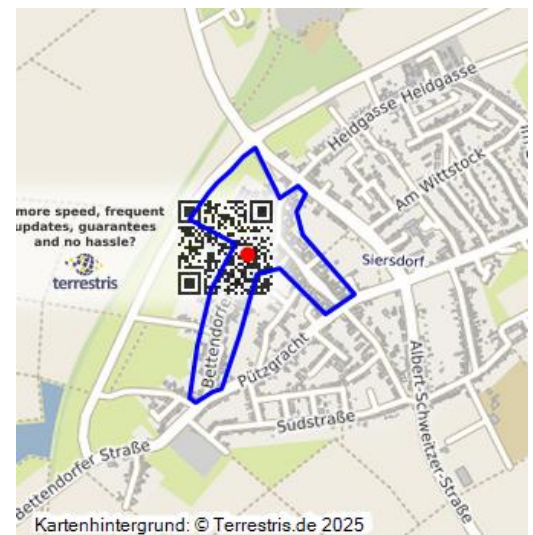 Heidgasse Heidgasse
Am Wittstock
more speed, frequent
updates, guarantees
and no hassle?
terrestris
Siersdorf
Bettendorfer
Pützgracht
Albert-Schweitzer-Straße
Südstraße
Bettendorfer Straße
Kartenhintergrund: © Terrestris.de 2025